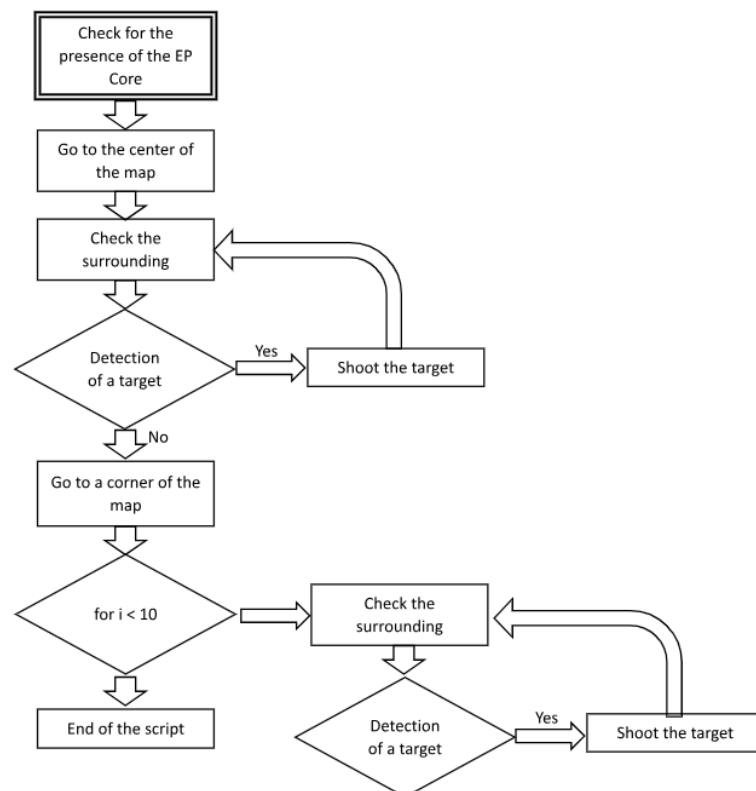 Check for the
presence of the EP
Core
Go to the center of
the map
Check the
surrounding
Detection
of a target
Yes
Shoot the target
No
Go to a corner of the
map
for i < 10
Check the
surrounding
End of the script
Detection
of a target
Yes
Shoot the target